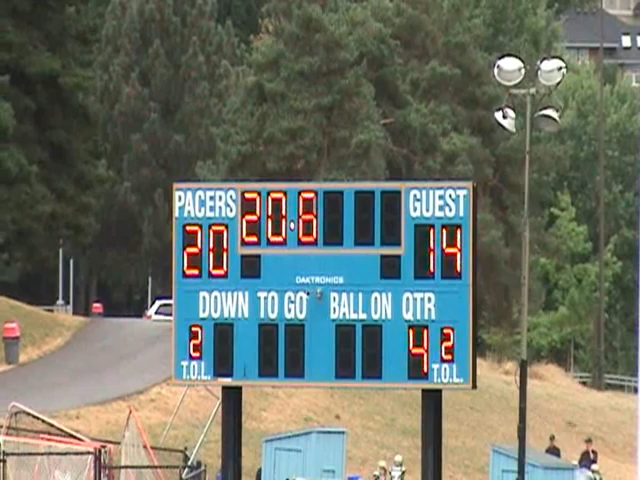 PACERS 20.6 GUEST
20 14
DAKTRONICS
DOWN TO GO BALL ON QTR
2 4 2
T.O.L. T.O.L.